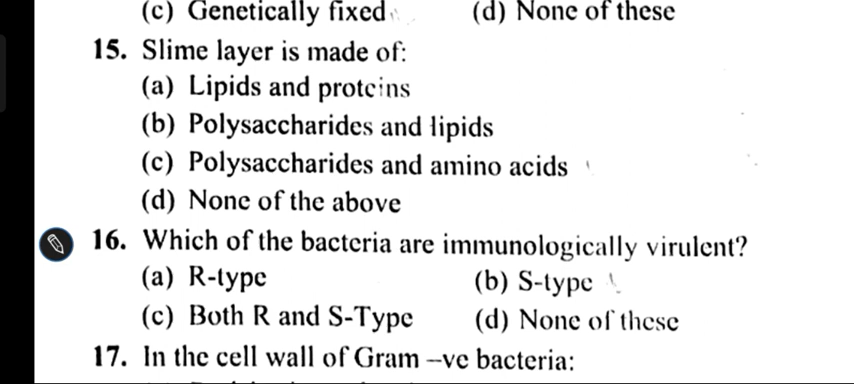 (c) Genetically fixed (d) None of these
15. Slime layer is made of:
(a) Lipids and proteins
(b) Polysaccharides and lipids
(c) Polysaccharides and amino acids
(d) None of the above
16. Which of the bacteria are immunologically virulent?
(a) R-type (b) S-type
(c) Both R and S-Type (d) None of these
17. In the cell wall of Gram –ve bacteria: